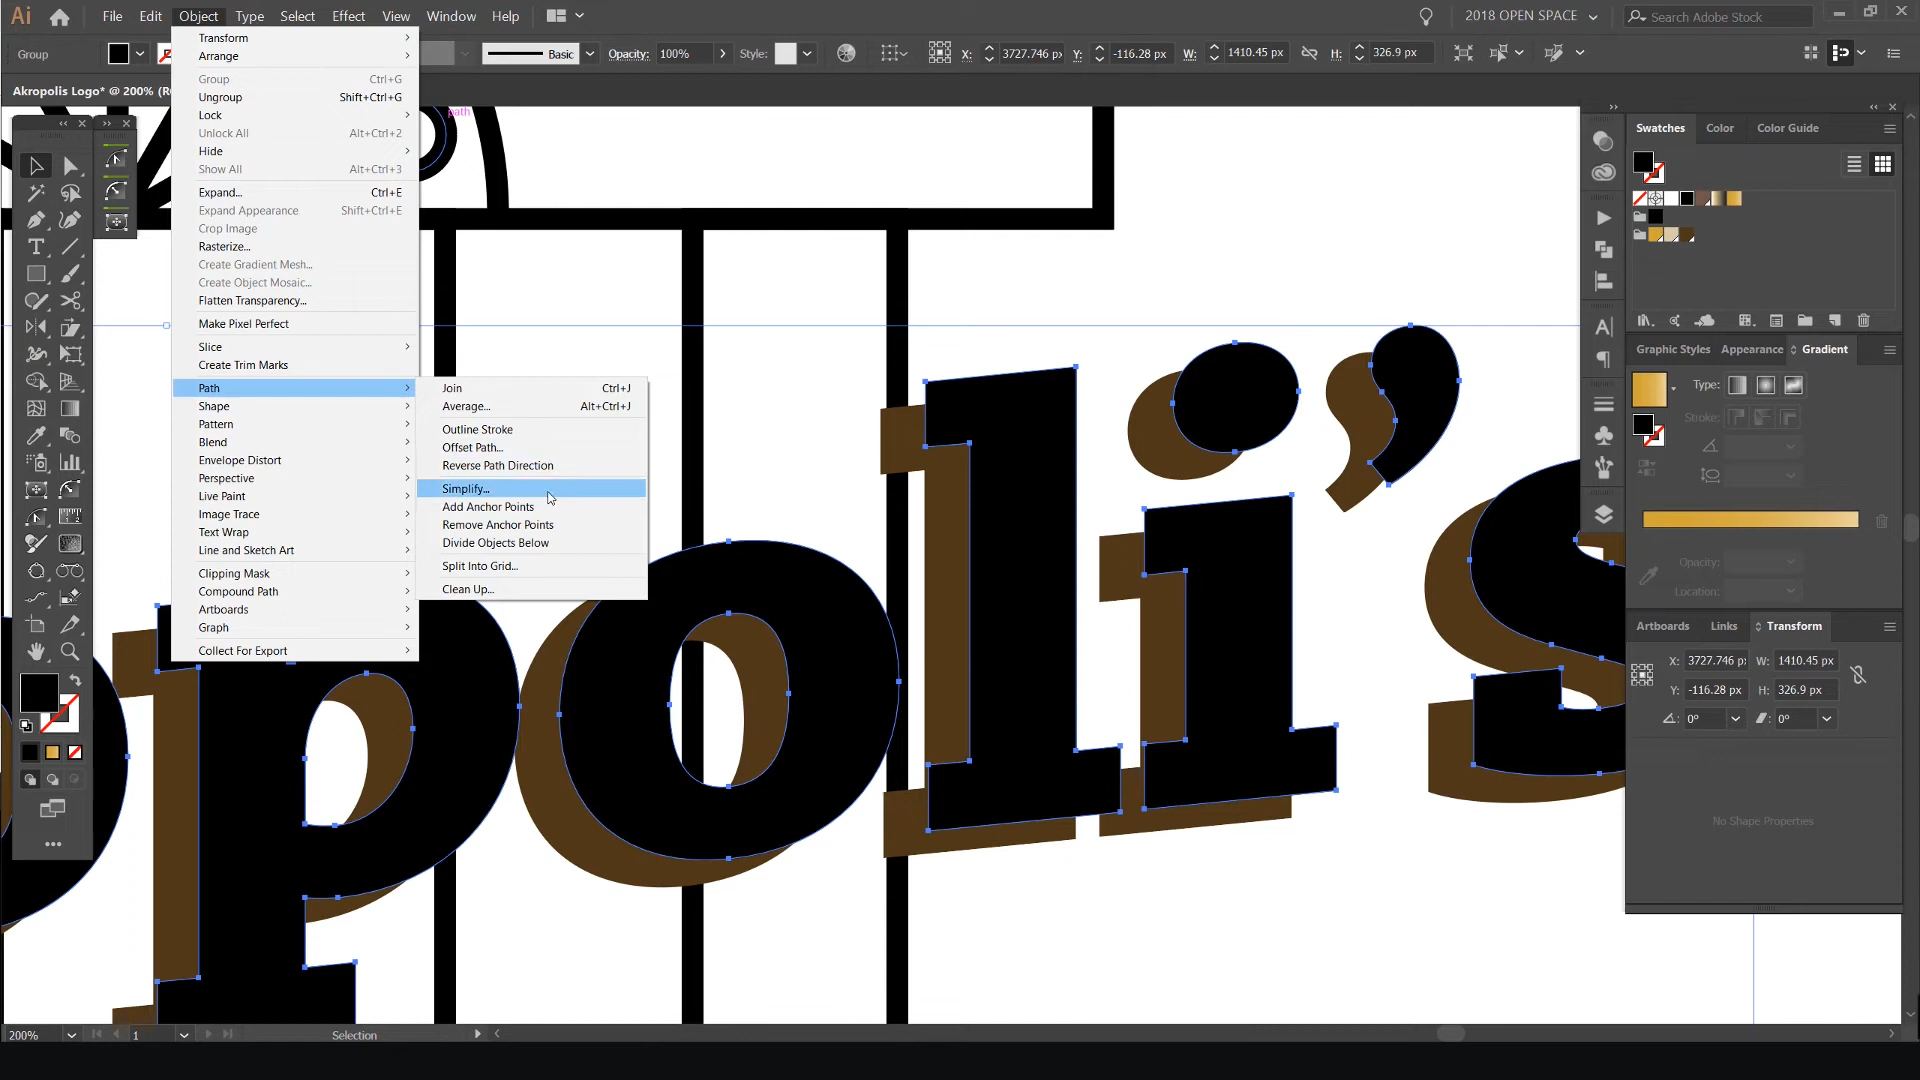 Ai File Edit Object Type Select Effect View Window Help 2018 OPEN SPACE Search Adobe Stock
Group Basic Opacity: 100% Style: X: 3727.746 px Y: -116.28 px W: 1410.45 px H: 326.9 px
Akropolis Logo* @ 200%
path
Transform
Arrange
Group Ctrl+G
Ungroup Shift+Ctrl+G
Lock
Unlock All Alt+Ctrl+2
Hide
Show All Alt+Ctrl+3
Expand... Ctrl+E
Expand Appearance Shift+Ctrl+E
Crop Image
Rasterize...
Create Gradient Mesh...
Create Object Mosaic...
Flatten Transparency...
Make Pixel Perfect
Slice
Create Trim Marks
Path
Shape
Pattern
Blend
Envelope Distort
Perspective
Live Paint
Image Trace
Text Wrap
Line and Sketch Art
Clipping Mask
Compound Path
Artboards
Graph
Collect For Export
Join Ctrl+J
Average... Alt+Ctrl+J
Outline Stroke
Offset Path...
Reverse Path Direction
Simplify...
Add Anchor Points
Remove Anchor Points
Divide Objects Below
Split Into Grid...
Clean Up...
poli's
Swatches Color Color Guide
Graphic Styles Appearance Gradient
Type:
Stroke:
Opacity:
Location:
Artboards Links Transform
X: 3727.746 p W: 1410.45 px
Y: -116.28 px H: 326.9 px
0° 0°
No Shape Properties
200% 1 Selection